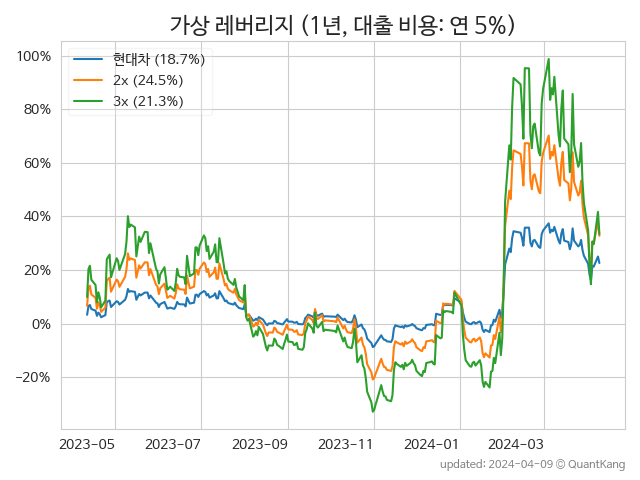 가상 레버리지 (1년, 대출 비용: 연 5%)
현대차 (18.7%)
2x (24.5%)
3x (21.3%)
100%
80%
60%
40%
20%
0%
−20%
2023-05 2023-07 2023-09 2023-11 2024-01 2024-03
updated: 2024-04-09 © QuantKang